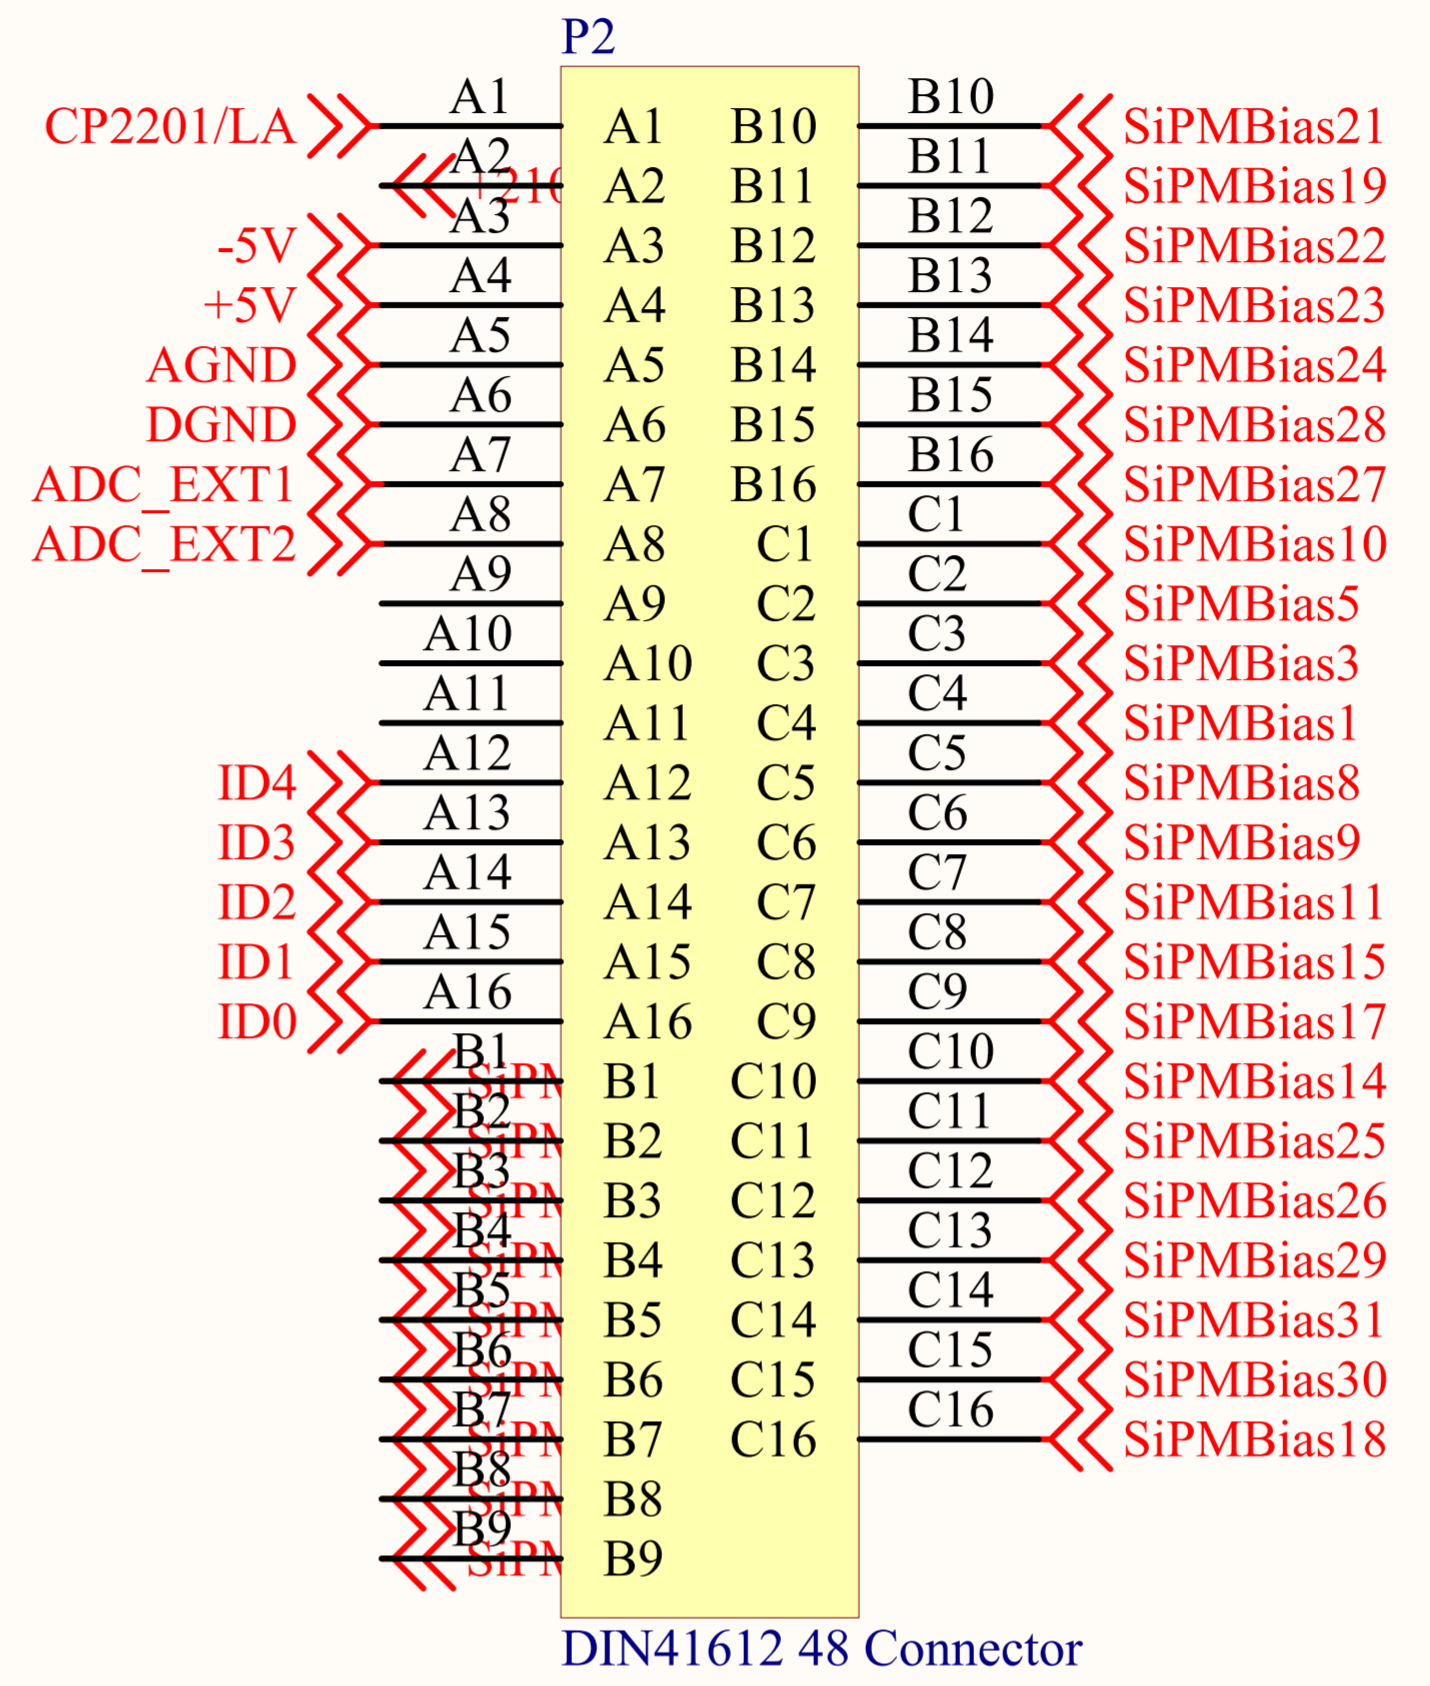 P2
CP2201/LA A1 A1 B10 B10 SiPMBias21
A2 A2 B11 B11 SiPMBias19
-5V A3 A3 B12 B12 SiPMBias22
+5V A4 A4 B13 B13 SiPMBias23
AGND A5 A5 B14 B14 SiPMBias24
DGND A6 A6 B15 B15 SiPMBias28
ADC_EXT1 A7 A7 B16 B16 SiPMBias27
ADC_EXT2 A8 A8 C1 C1 SiPMBias10
A9 A9 C2 C2 SiPMBias5
A10 A10 C3 C3 SiPMBias3
A11 A11 C4 C4 SiPMBias1
ID4 A12 A12 C5 C5 SiPMBias8
ID3 A13 A13 C6 C6 SiPMBias9
ID2 A14 A14 C7 C7 SiPMBias11
ID1 A15 A15 C8 C8 SiPMBias15
ID0 A16 A16 C9 C9 SiPMBias17
B1 B1 C10 C10 SiPMBias14
B2 B2 C11 C11 SiPMBias25
B3 B3 C12 C12 SiPMBias26
B4 B4 C13 C13 SiPMBias29
B5 B5 C14 C14 SiPMBias31
B6 B6 C15 C15 SiPMBias30
B7 B7 C16 C16 SiPMBias18
B8 B8
B9 B9
DIN41612 48 Connector